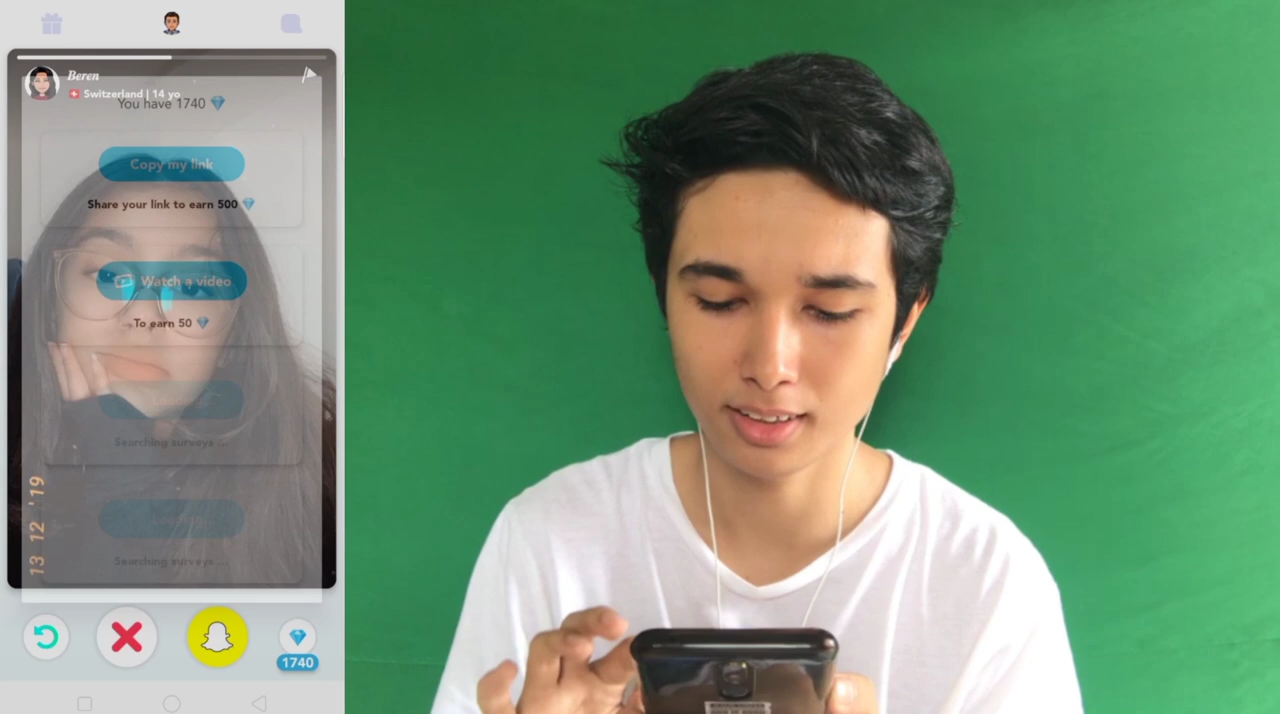 Beren
Switzerland | 14 yo
You have 1740
Copy my link
Share your link to earn 500
Watch a video
To earn 50
Searching surveys ...
Searching surveys ...
13 12 '19
1740